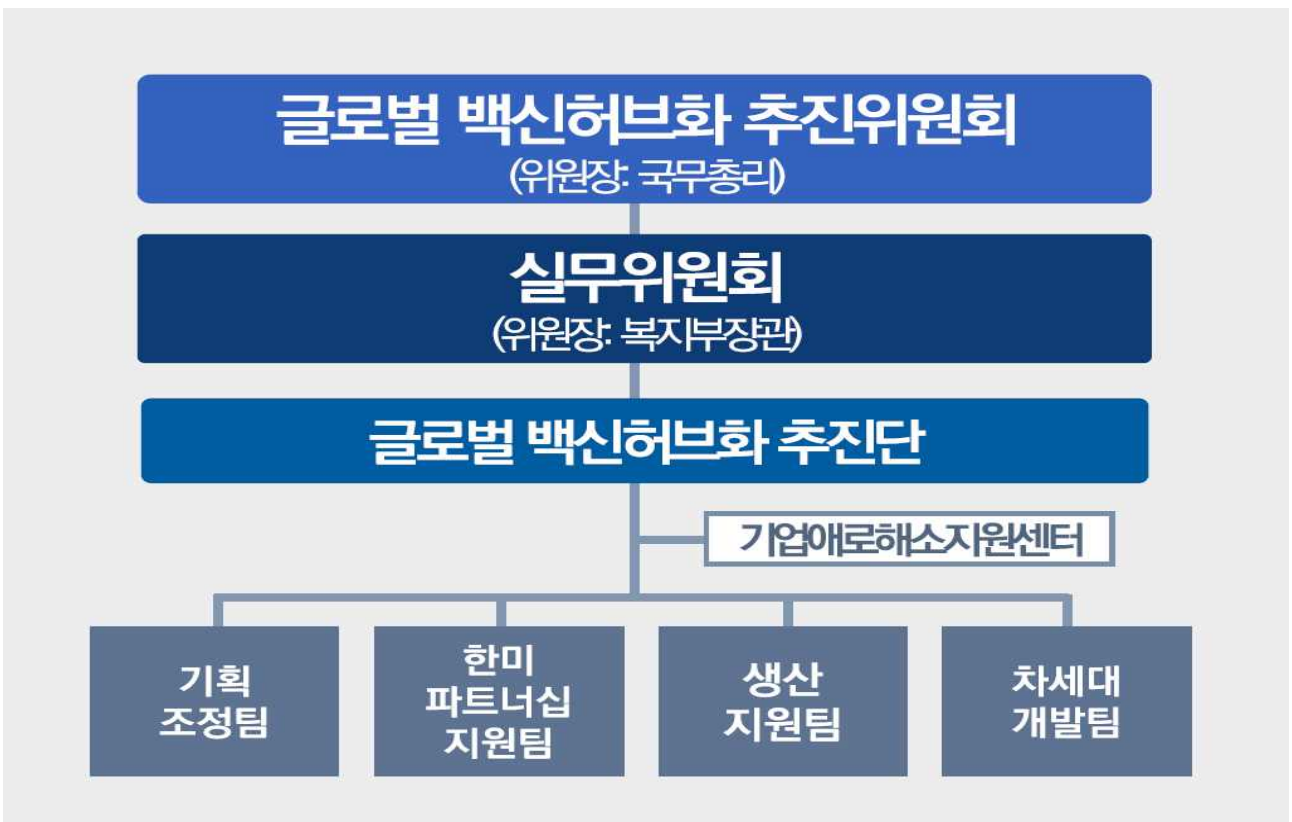 글로벌 백신허브화 추진위원회
(위원장: 국무총리)
실무위원회
(위원장: 복지부장관)
글로벌 백신허브화 추진단
기업애로해소지원센터
기획
조정팀
한미
파트너십
지원팀
생산
지원팀
차세대
개발팀